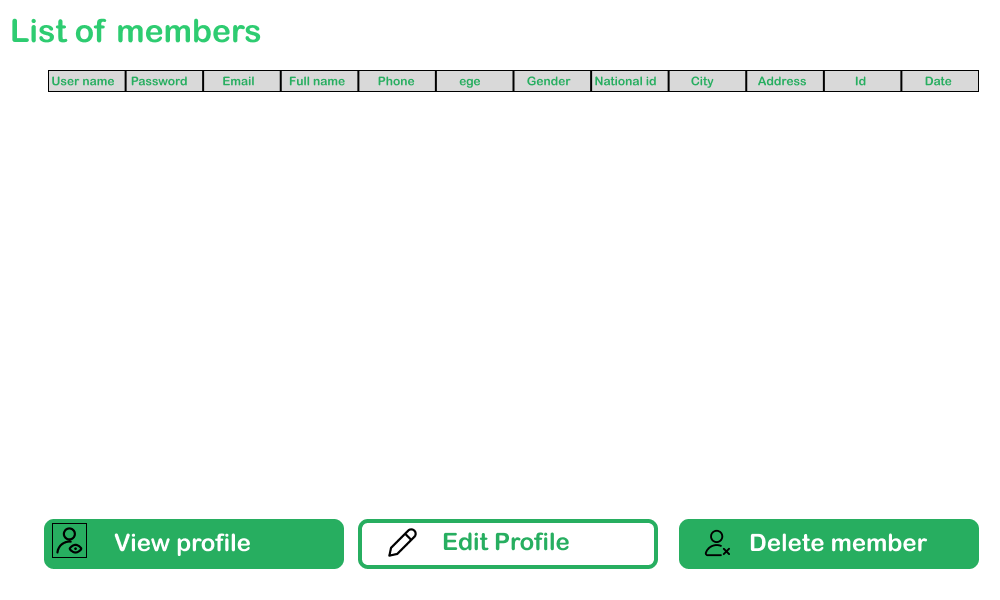 List of members
User name Password Email Full name Phone ege Gender National id City Address Id Date
View profile Edit Profile Delete member